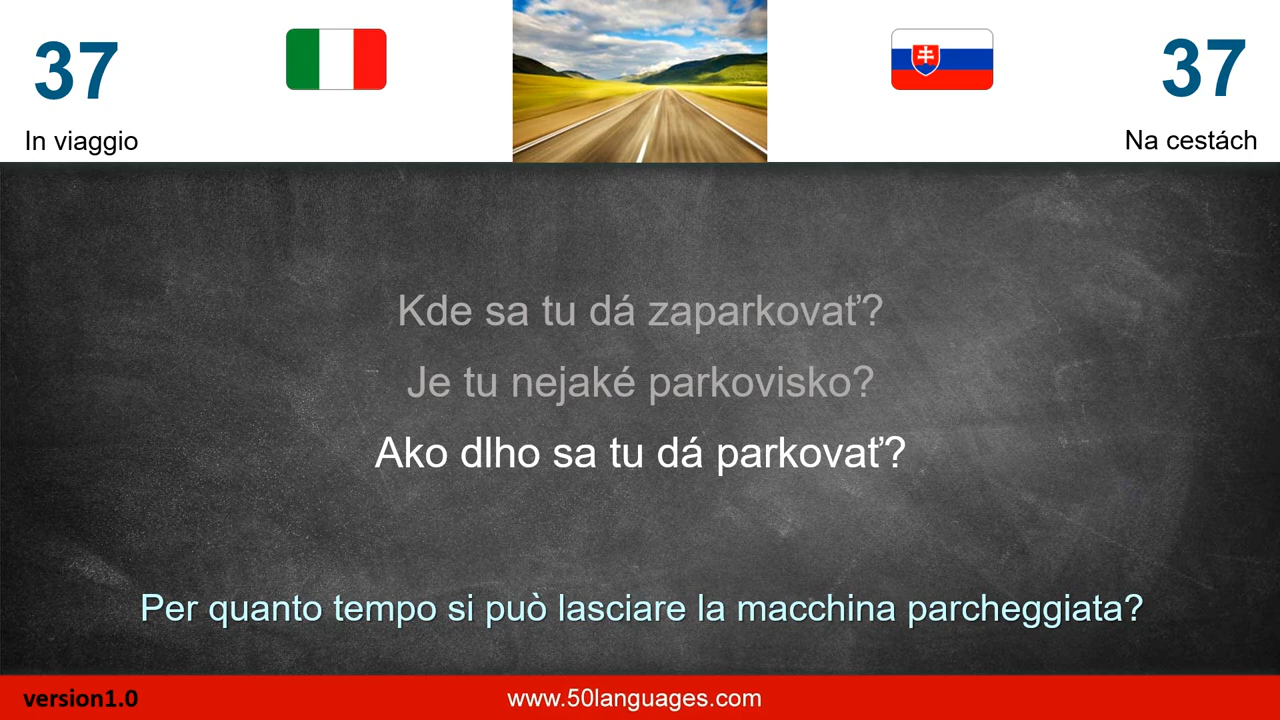 37
37
In viaggio
Na cestách
Kde sa tu dá zaparkovať?
Je tu nejaké parkovisko?
Ako dlho sa tu dá parkovať?
Per quanto tempo si può lasciare la macchina parcheggiata?
version1.0
www.50languages.com